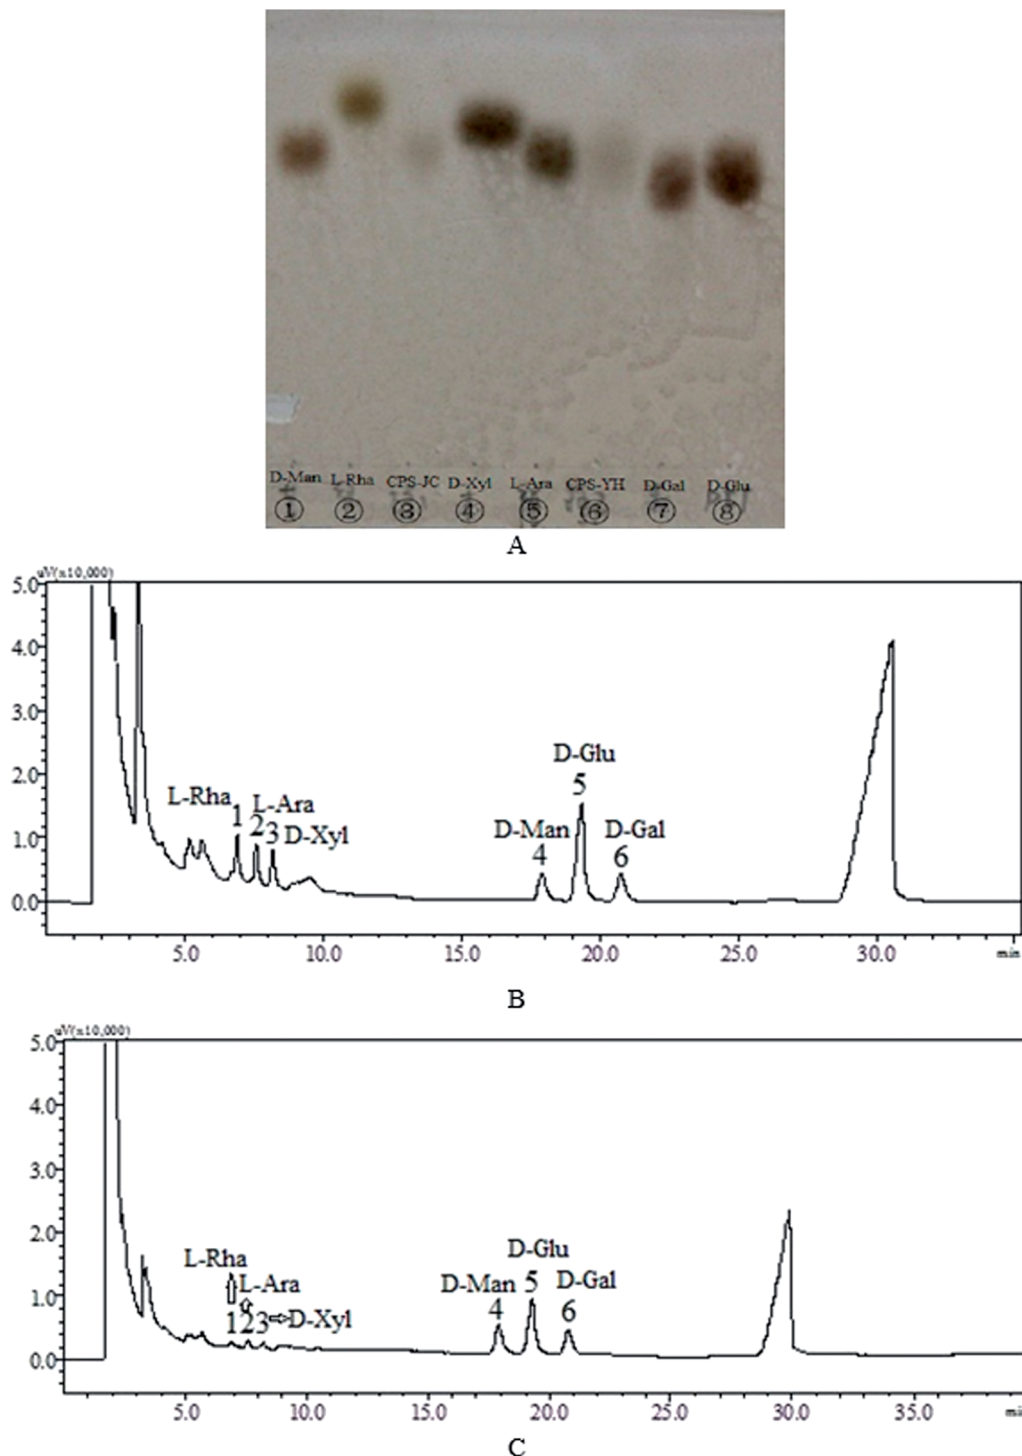 D-Man L-Rha CPS-JC D-Xyl L-Ara CPS-YH D-Gal D-Glu
① ② ③ ④ ⑤ ⑥ ⑦ ⑧
A
uV(x10,000)
5.0
4.0
3.0
2.0
1.0
0.0
D-Glu
5
L-Rha 1 L-Ara
2 3 D-Xyl
D-Man D-Gal
4 6
5.0 10.0 15.0 20.0 25.0 30.0 min
B
uV(x10,000)
5.0
4.0
3.0
2.0
1.0
0.0
L-Rha
L-Ara
123 D-Xyl
D-Glu
D-Man 5 D-Gal
4 6
5.0 10.0 15.0 20.0 25.0 30.0 35.0
C